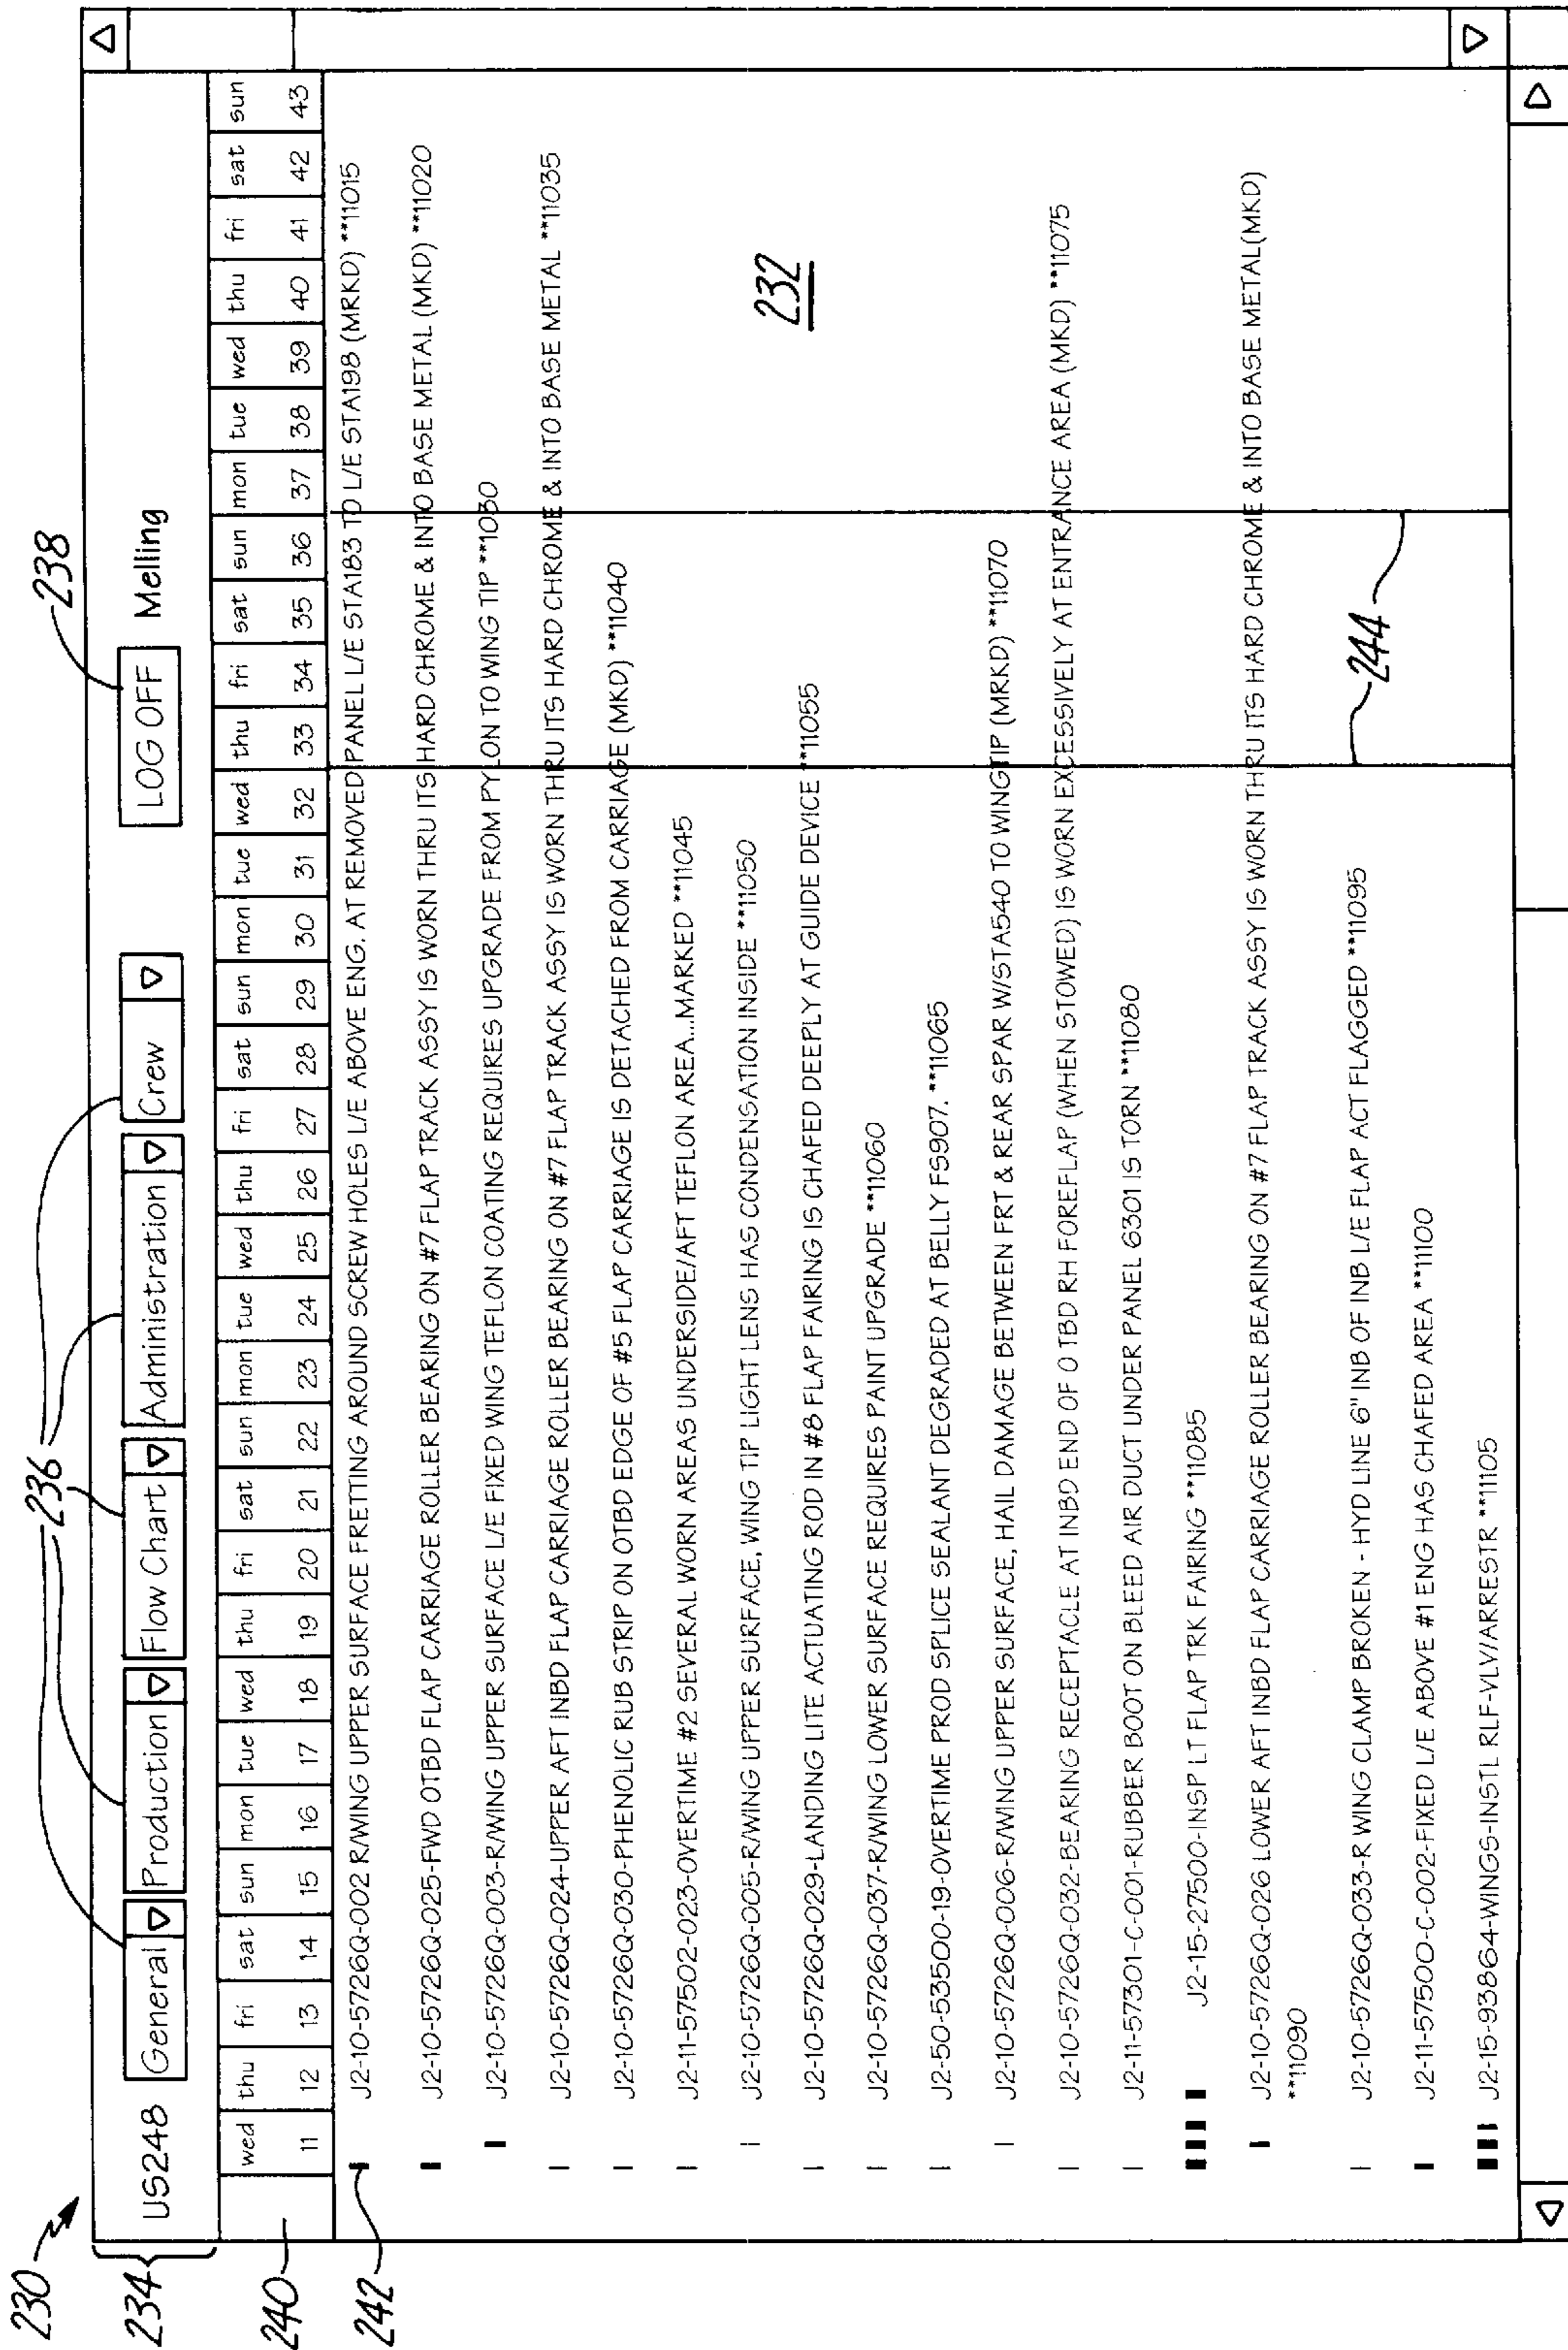 230
238
236
234
US248 General Production Flow Chart Administration Crew LOG OFF Melling
240
wed thu fri sat sun mon tue wed thu fri sat sun mon tue wed thu fri sat sun mon tue wed thu fri sat sun mon tue wed thu fri sat sun
11 12 13 14 15 16 17 18 19 20 21 22 23 24 25 26 27 28 29 30 31 32 33 34 35 36 37 38 39 40 41 42 43
242
J2-10-5726Q-002 R/WING UPPER SURFACE FRETTING AROUND SCREW HOLES L/E ABOVE ENG. AT REMOVED PANEL L/E STA183 TO L/E STA198 (MRKD) **11015
J2-10-5726Q-025-FWD OTBD FLAP CARRIAGE ROLLER BEARING ON #7 FLAP TRACK ASSY IS WORN THRU ITS HARD CHROME & INTO BASE METAL (MKD) **11020
J2-10-5726Q-003-R/WING UPPER SURFACE L/E FIXED WING TEFLON COATING REQUIRES UPGRADE FROM PYLON TO WING TIP **1030
J2-10-5726Q-024-UPPER AFT INBD FLAP CARRIAGE ROLLER BEARING ON #7 FLAP TRACK ASSY IS WORN THRU ITS HARD CHROME & INTO BASE METAL **11035
J2-10-5726Q-030-PHENOLIC RUB STRIP ON OTBD EDGE OF #5 FLAP CARRIAGE IS DETACHED FROM CARRIAGE (MKD) **11040
J2-11-57502-023-OVERTIME #2 SEVERAL WORN AREAS UNDERSIDE/AFT TEFLON AREA...MARKED **11045
J2-10-5726Q-005-R/WING UPPER SURFACE, WING TIP LIGHT LENS HAS CONDENSATION INSIDE **11050
232
J2-10-5726Q-029-LANDING LITE ACTUATING ROD IN #8 FLAP FAIRING IS CHAFED DEEPLY AT GUIDE DEVICE **11055
J2-10-5726Q-037-R/WING LOWER SURFACE REQUIRES PAINT UPGRADE **11060
J2-50-53500-19-OVERTIME PROD SPLICE SEALANT DEGRADED AT BELLY FS907. **11065
J2-10-5726Q-006-R/WING UPPER SURFACE, HAIL DAMAGE BETWEEN FRT & REAR SPAR W/STA540 TO WINGTIP (MRKD) **11070
J2-10-5726Q-032-BEARING RECEPTACLE AT INBD END OF O TBD RH FOREFLAP (WHEN STOWED) IS WORN EXCESSIVELY AT ENTRANCE AREA (MKD) **11075
J2-11-57301-C-001-RUBBER BOOT ON BLEED AIR DUCT UNDER PANEL 6301 IS TORN **11080
J2-15-27500-INSP LT FLAP TRK FAIRING **11085
J2-10-5726Q-026 LOWER AFT INBD FLAP CARRIAGE ROLLER BEARING ON #7 FLAP TRACK ASSY IS WORN THRU ITS HARD CHROME & INTO BASE METAL(MKD)
**11090
J2-10-5726Q-033-R WING CLAMP BROKEN - HYD LINE 6" INB OF INB L/E FLAP ACT FLAGGED **11095
244
J2-11-57500-C-002-FIXED L/E ABOVE #1 ENG HAS CHAFED AREA **11100
J2-15-93864-WINGS-INSTL RLF-VLV/ARRESTR **11105